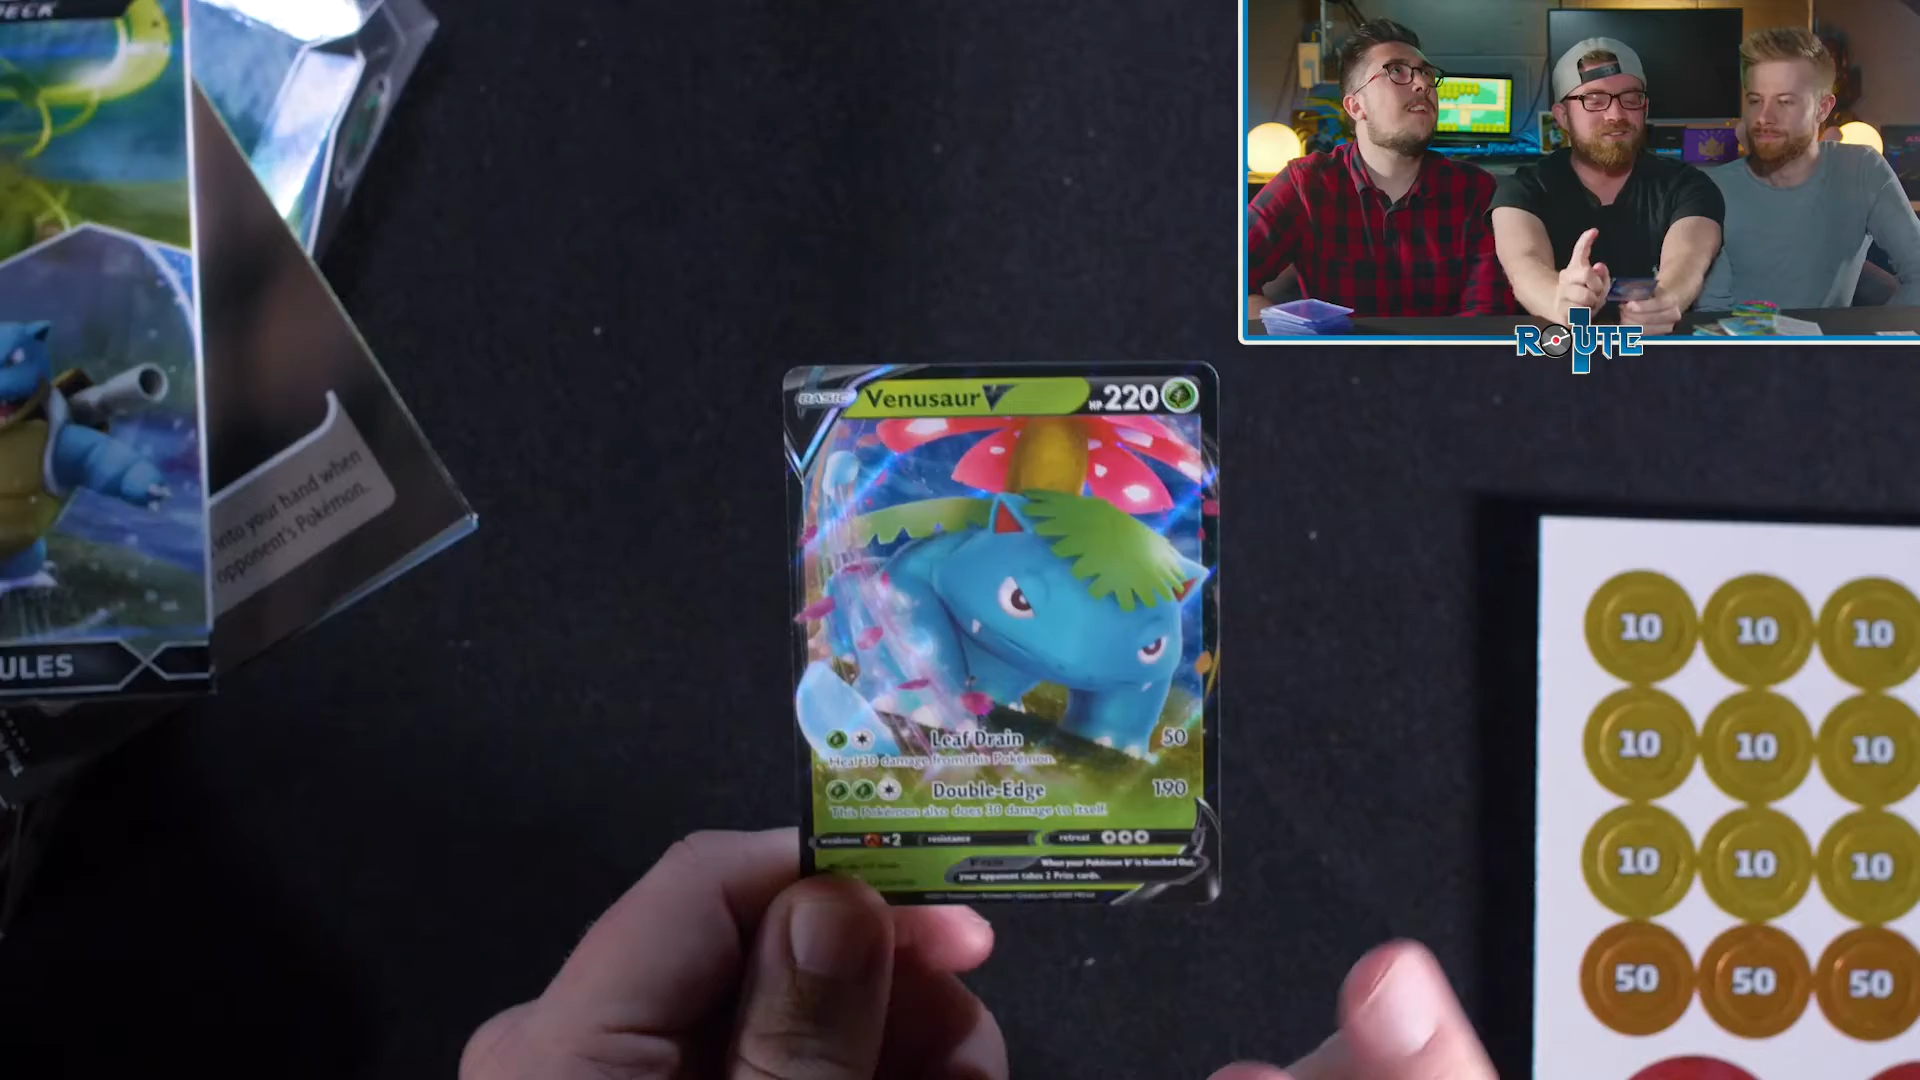 DECK
into your hand when
opponent's Pokémon.
ULES
ROUTE
1
BASIC Venusaur V HP 220
Leaf Drain 50
Heal 30 damage from this Pokémon.
Double-Edge 190
This Pokémon also does 30 damage to itself.
weakness ×2 resistance retreat
V rule When your Pokémon V is Knocked Out,
your opponent takes 2 Prize cards.
10 10 10
10 10 10
10 10 10
50 50 50